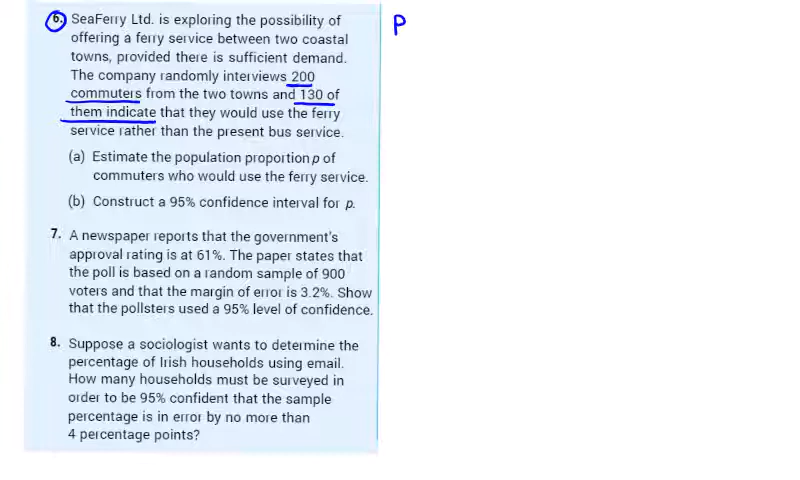 6. SeaFerry Ltd. is exploring the possibility of
offering a ferry service between two coastal
towns, provided there is sufficient demand.
The company randomly interviews 200
commuters from the two towns and 130 of
them indicate that they would use the ferry
service rather than the present bus service.
(a) Estimate the population proportion p of
commuters who would use the ferry service.
(b) Construct a 95% confidence interval for p.
7. A newspaper reports that the government's
approval rating is at 61%. The paper states that
the poll is based on a random sample of 900
voters and that the margin of error is 3.2%. Show
that the pollsters used a 95% level of confidence.
8. Suppose a sociologist wants to determine the
percentage of Irish households using email.
How many households must be surveyed in
order to be 95% confident that the sample
percentage is in error by no more than
4 percentage points?
P